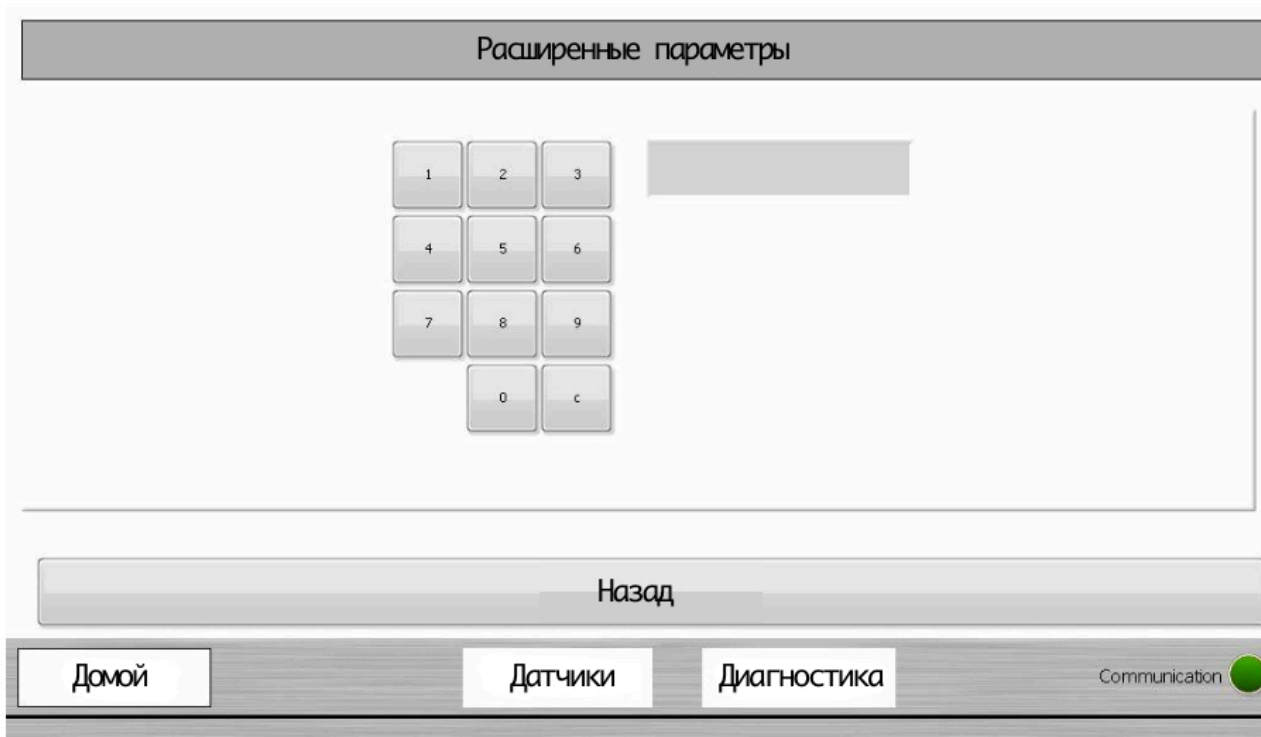 Расширенные параметры
1 2 3
4 5 6
7 8 9
0 c
Назад
Домой Датчики Диагностика Communication